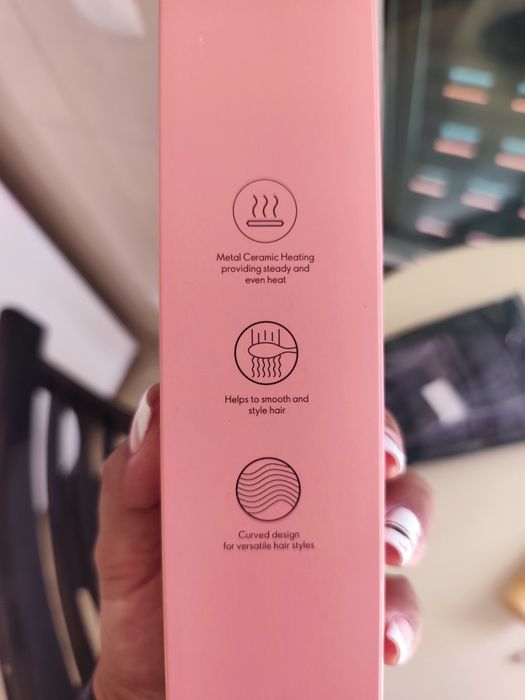 Metal Ceramic Heating
providing steady and
even heat
Helps to smooth and
style hair
Curved design
for versatile hair styles